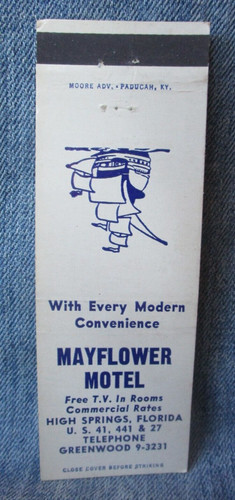 MOORE ADV. • PADUCAH, KY.
With Every Modern
Convenience
MAYFLOWER
MOTEL
Free T.V. In Rooms
Commercial Rates
HIGH SPRINGS, FLORIDA
U. S. 41, 441 & 27
TELEPHONE
GREENWOOD 9-3231
CLOSE COVER BEFORE STRIKING